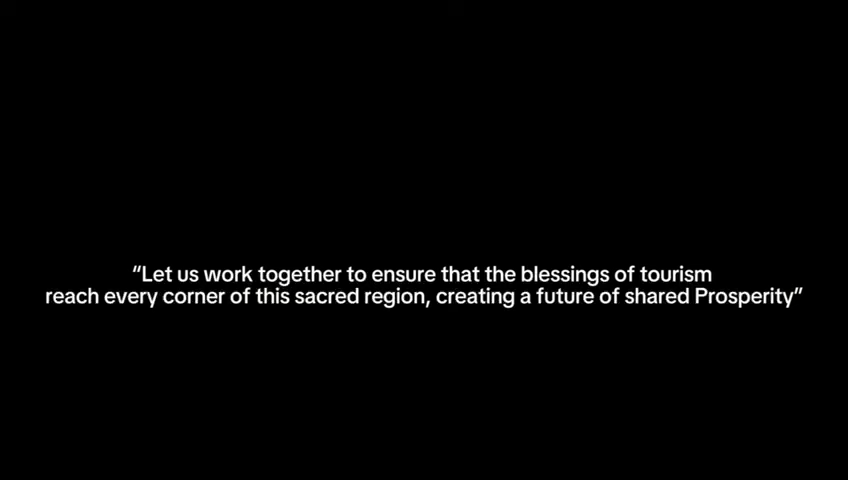 “Let us work together to ensure that the blessings of tourism
reach every corner of this sacred region, creating a future of shared Prosperity”